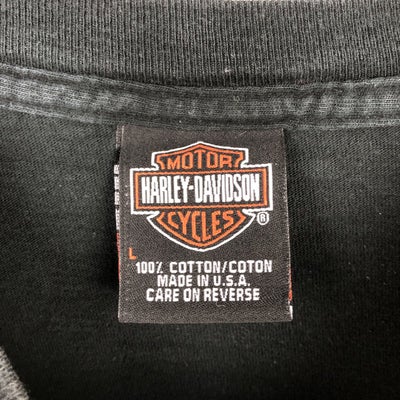 MOTOR
HARLEY-DAVIDSON
CYCLES ®
L
100% COTTON/COTON
MADE IN U.S.A.
CARE ON REVERSE